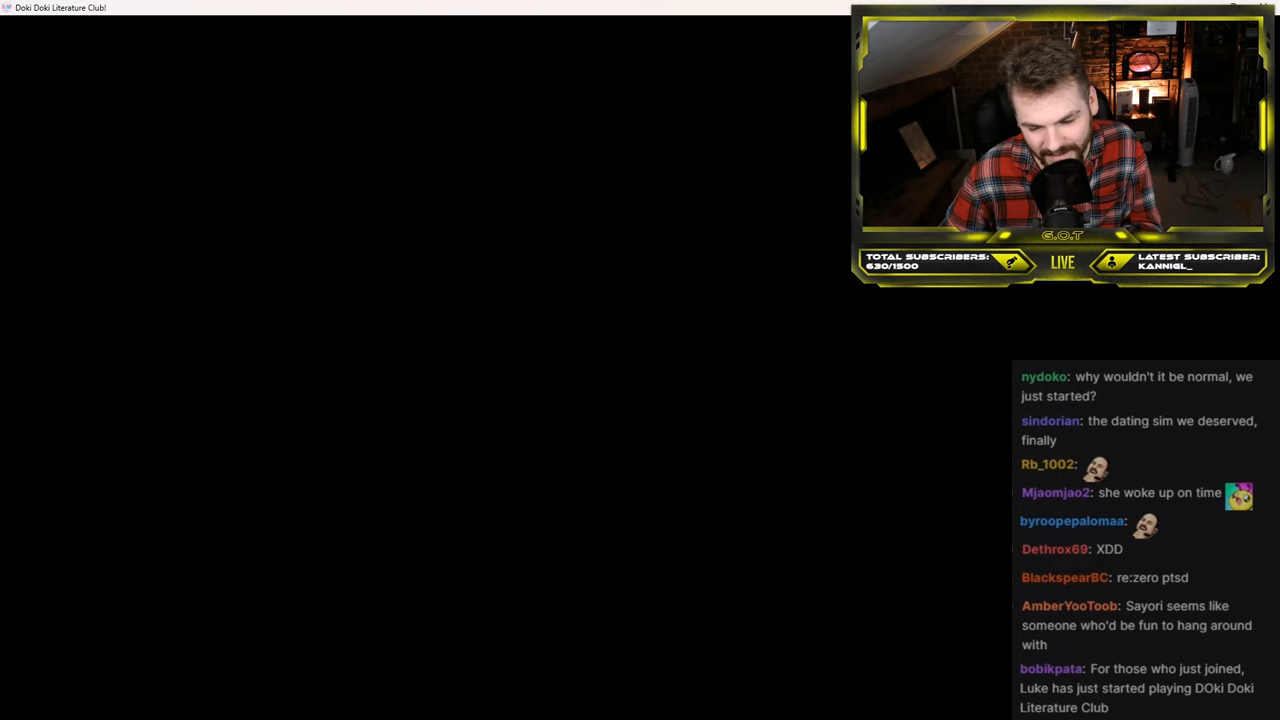 Doki Doki Literature Club!
G.O.T
TOTAL SUBSCRIBERS:
630/1500
LIVE
LATEST SUBSCRIBER:
KANNIGL_
nydoko: why wouldn't it be normal, we
just started?
sindorian: the dating sim we deserved,
finally
Rb_1002:
Mjaomjao2: she woke up on time
byroopepalomaa:
Dethrox69: XDD
BlackspearBC: re:zero ptsd
AmberYooToob: Sayori seems like
someone who'd be fun to hang around
with
bobikpata: For those who just joined,
Luke has just started playing DOki Doki
Literature Club